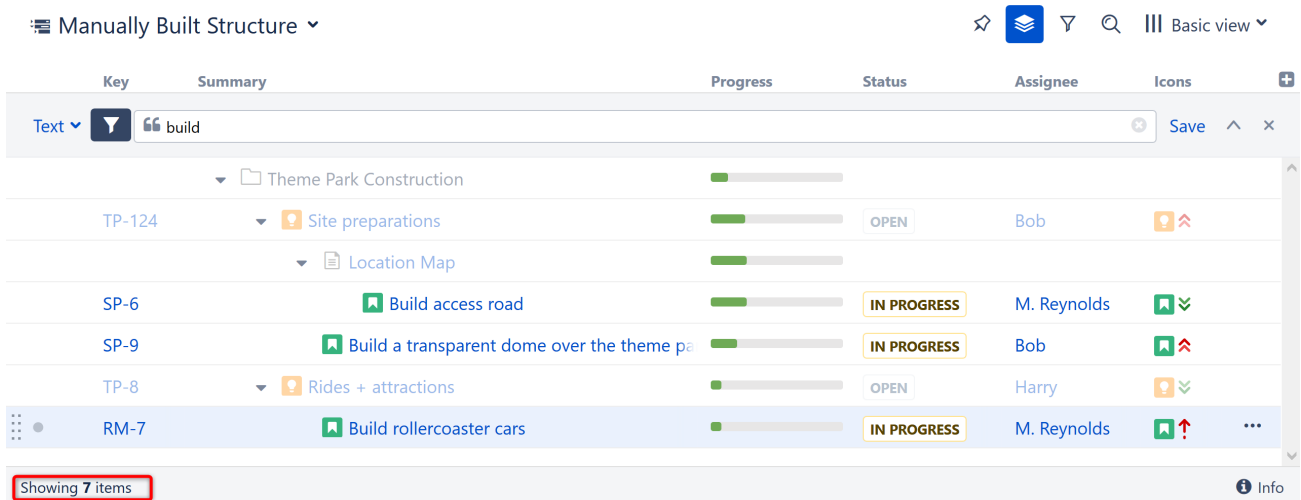 Manually Built Structure
Basic view
Key Summary Progress Status Assignee Icons
Text build Save
Theme Park Construction
TP-124 Site preparations OPEN Bob
Location Map
SP-6 Build access road IN PROGRESS M. Reynolds
SP-9 Build a transparent dome over the theme pa IN PROGRESS Bob
TP-8 Rides + attractions OPEN Harry
RM-7 Build rollercoaster cars IN PROGRESS M. Reynolds
Showing 7 items Info